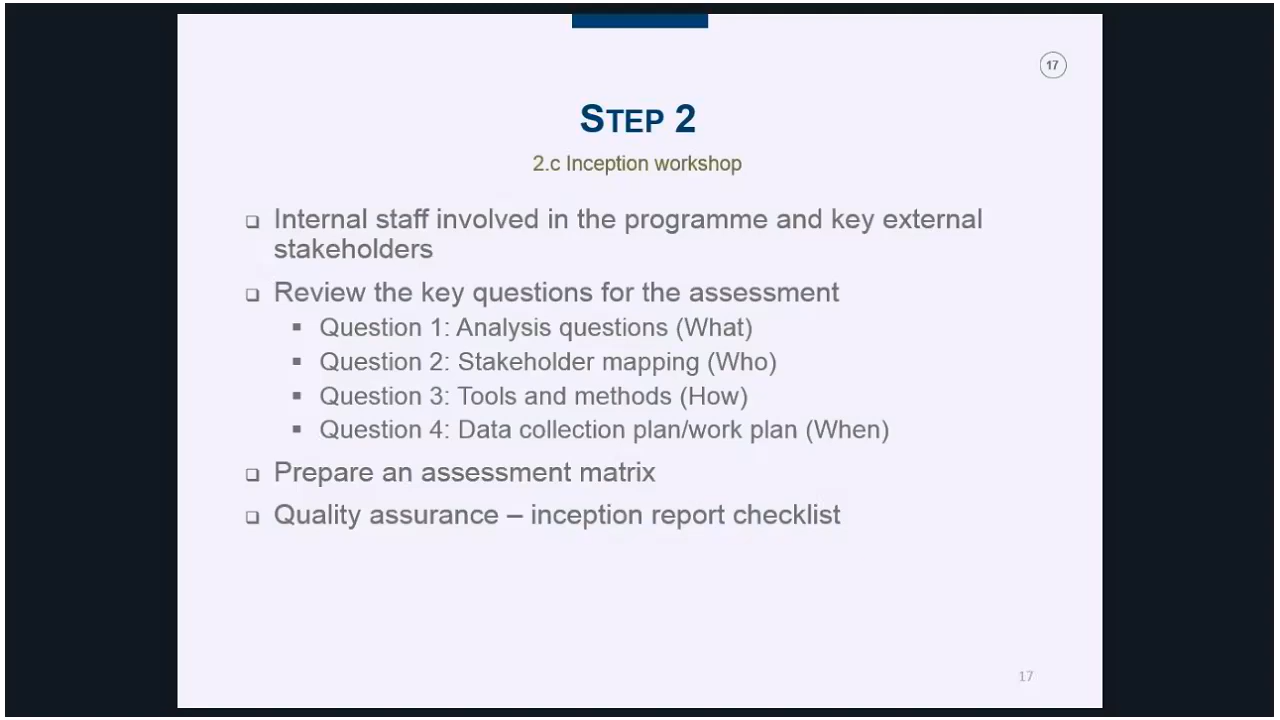 17
STEP 2
2.c Inception workshop
❑ Internal staff involved in the programme and key external
stakeholders
❑ Review the key questions for the assessment
▪ Question 1: Analysis questions (What)
▪ Question 2: Stakeholder mapping (Who)
▪ Question 3: Tools and methods (How)
▪ Question 4: Data collection plan/work plan (When)
❑ Prepare an assessment matrix
❑ Quality assurance – inception report checklist
17